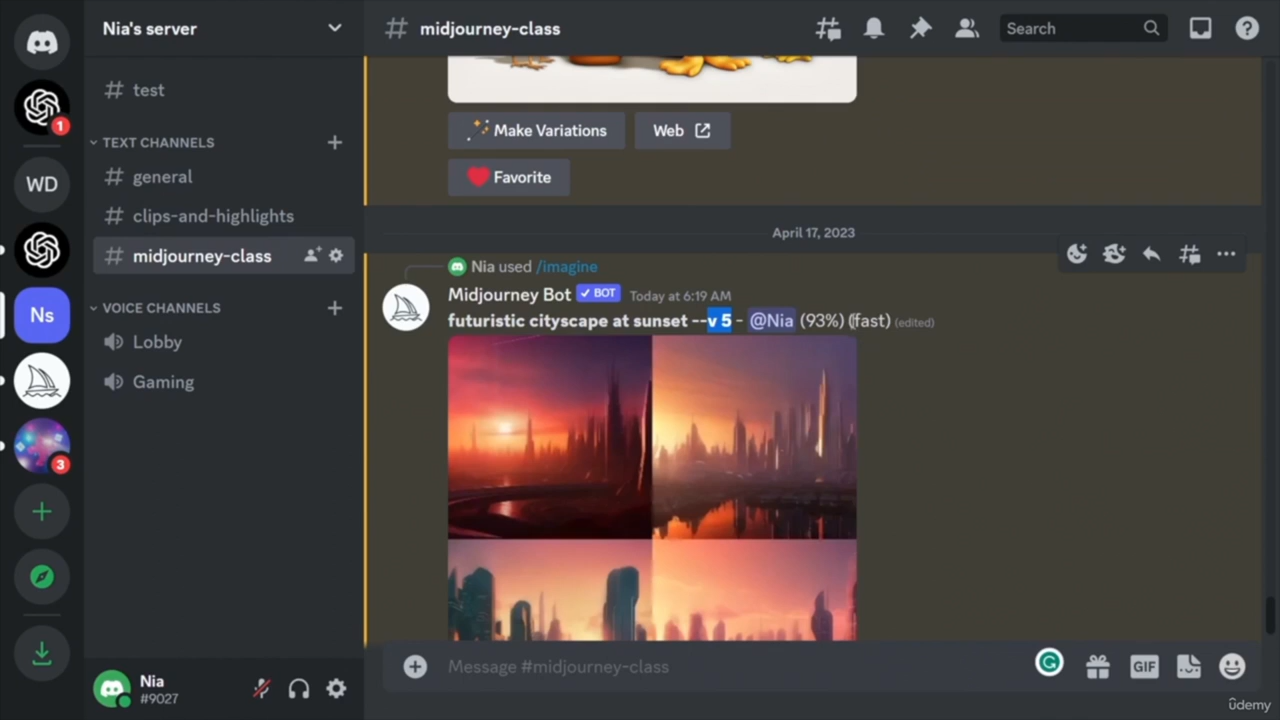 Nia's server
# midjourney-class
Search
# test
1
TEXT CHANNELS
# general
WD
# clips-and-highlights
# midjourney-class
VOICE CHANNELS
Ns
Lobby
Gaming
3
Nia
#9027
Make Variations
Web
Favorite
April 17, 2023
Nia used /imagine
Midjourney Bot ✓ BOT Today at 6:19 AM
futuristic cityscape at sunset --v 5 - @Nia (93%) (fast) (edited)
Message #midjourney-class
GIF
ûdemy